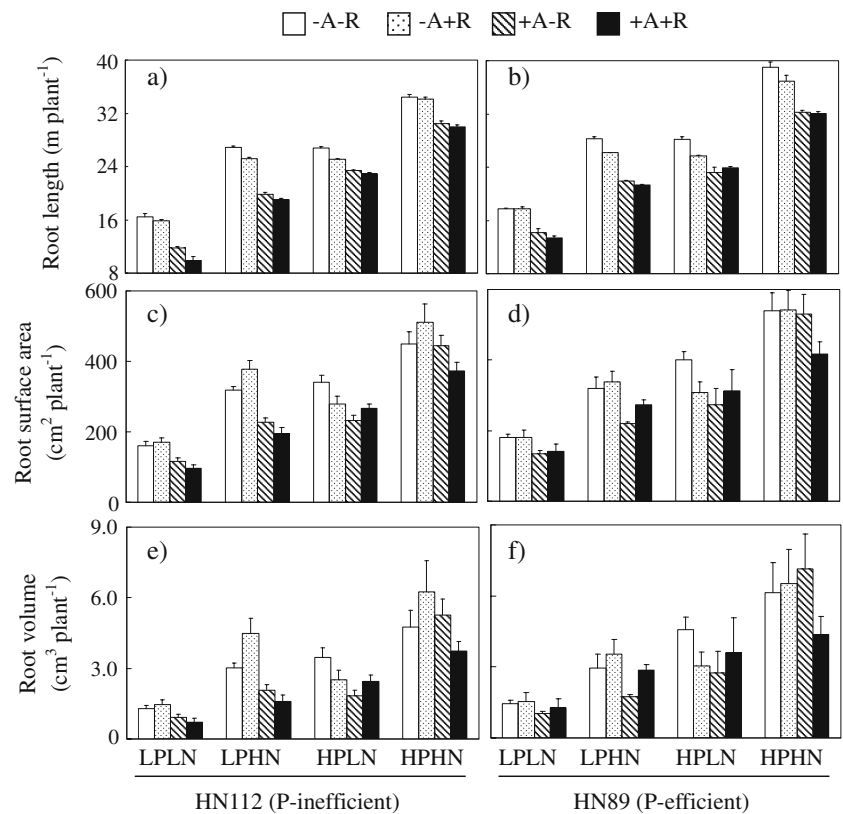 -A-R -A+R +A-R +A+R
a)
b)
Root length (m plant⁻¹)
40
32
24
16
8
c)
d)
Root surface area
(cm² plant⁻¹)
600
400
200
0
e)
f)
Root volume
(cm³ plant⁻¹)
9.0
6.0
3.0
0
LPLN LPHN HPLN HPHN LPLN LPHN HPLN HPHN
HN112 (P-inefficient) HN89 (P-efficient)